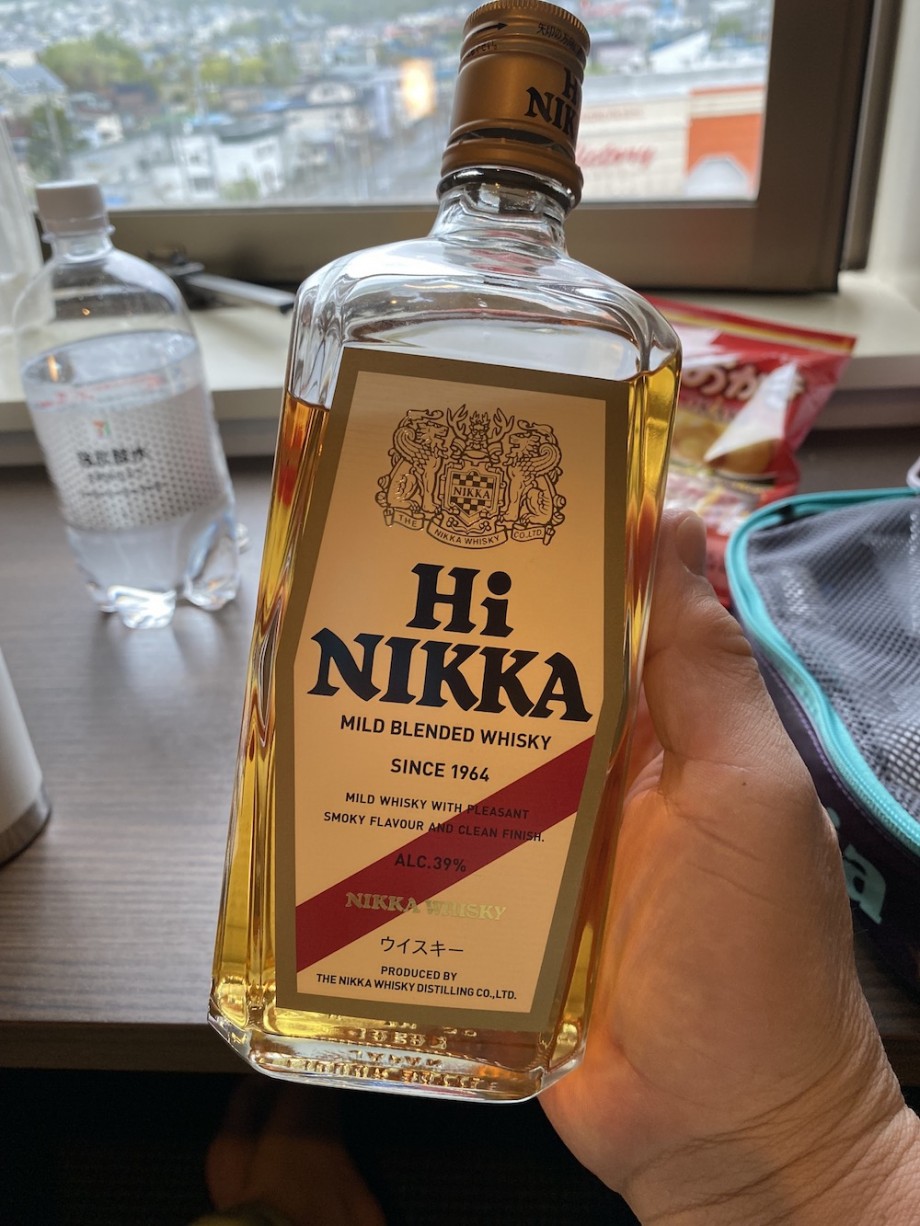 Hi
NIK
強炭酸水
NIKKA
THE NIKKA WHISKY CO.,LTD.
Hi
NIKKA
MILD BLENDED WHISKY
SINCE 1964
MILD WHISKY WITH PLEASANT
SMOKY FLAVOUR AND CLEAN FINISH.
ALC.39%
NIKKA WHISKY
ウイスキー
PRODUCED BY
THE NIKKA WHISKY DISTILLING CO.,LTD.
a